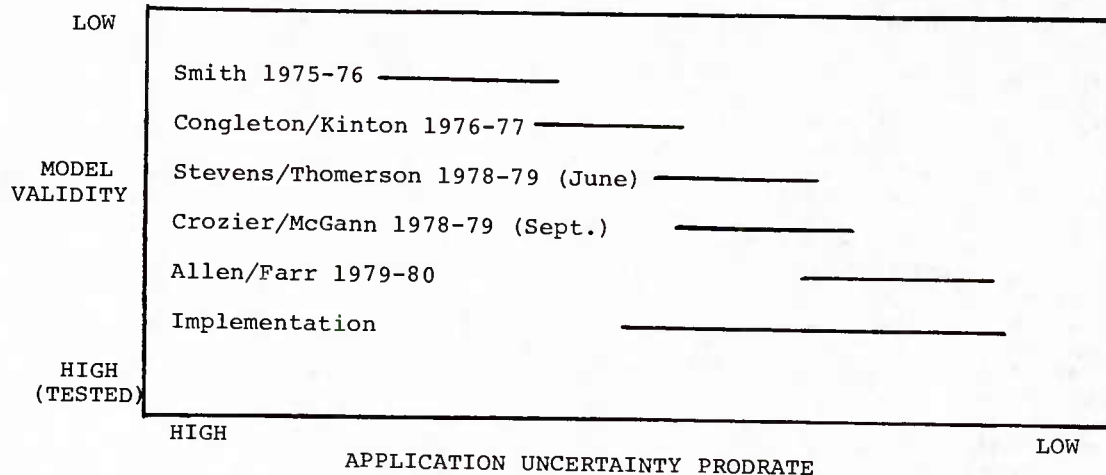 LOW
Smith 1975-76
Congleton/Kinton 1976-77
MODEL
VALIDITY
Stevens/Thomerson 1978-79 (June)
Crozier/McGann 1978-79 (Sept.)
Allen/Farr 1979-80
Implementation
HIGH
(TESTED)
HIGH
LOW
APPLICATION UNCERTAINTY PRODRATE